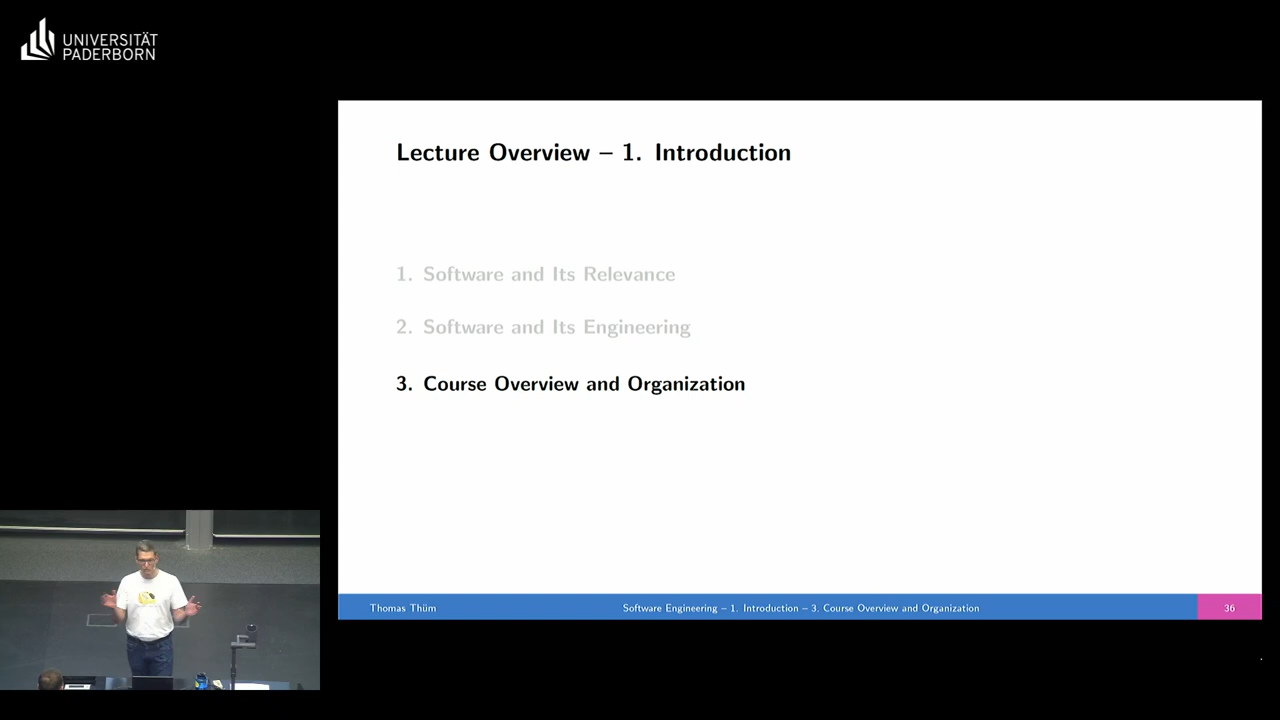 UNIVERSITÄT
PADERBORN
Lecture Overview – 1. Introduction
1. Software and Its Relevance
2. Software and Its Engineering
3. Course Overview and Organization
Thomas Thüm
Software Engineering – 1. Introduction – 3. Course Overview and Organization
36